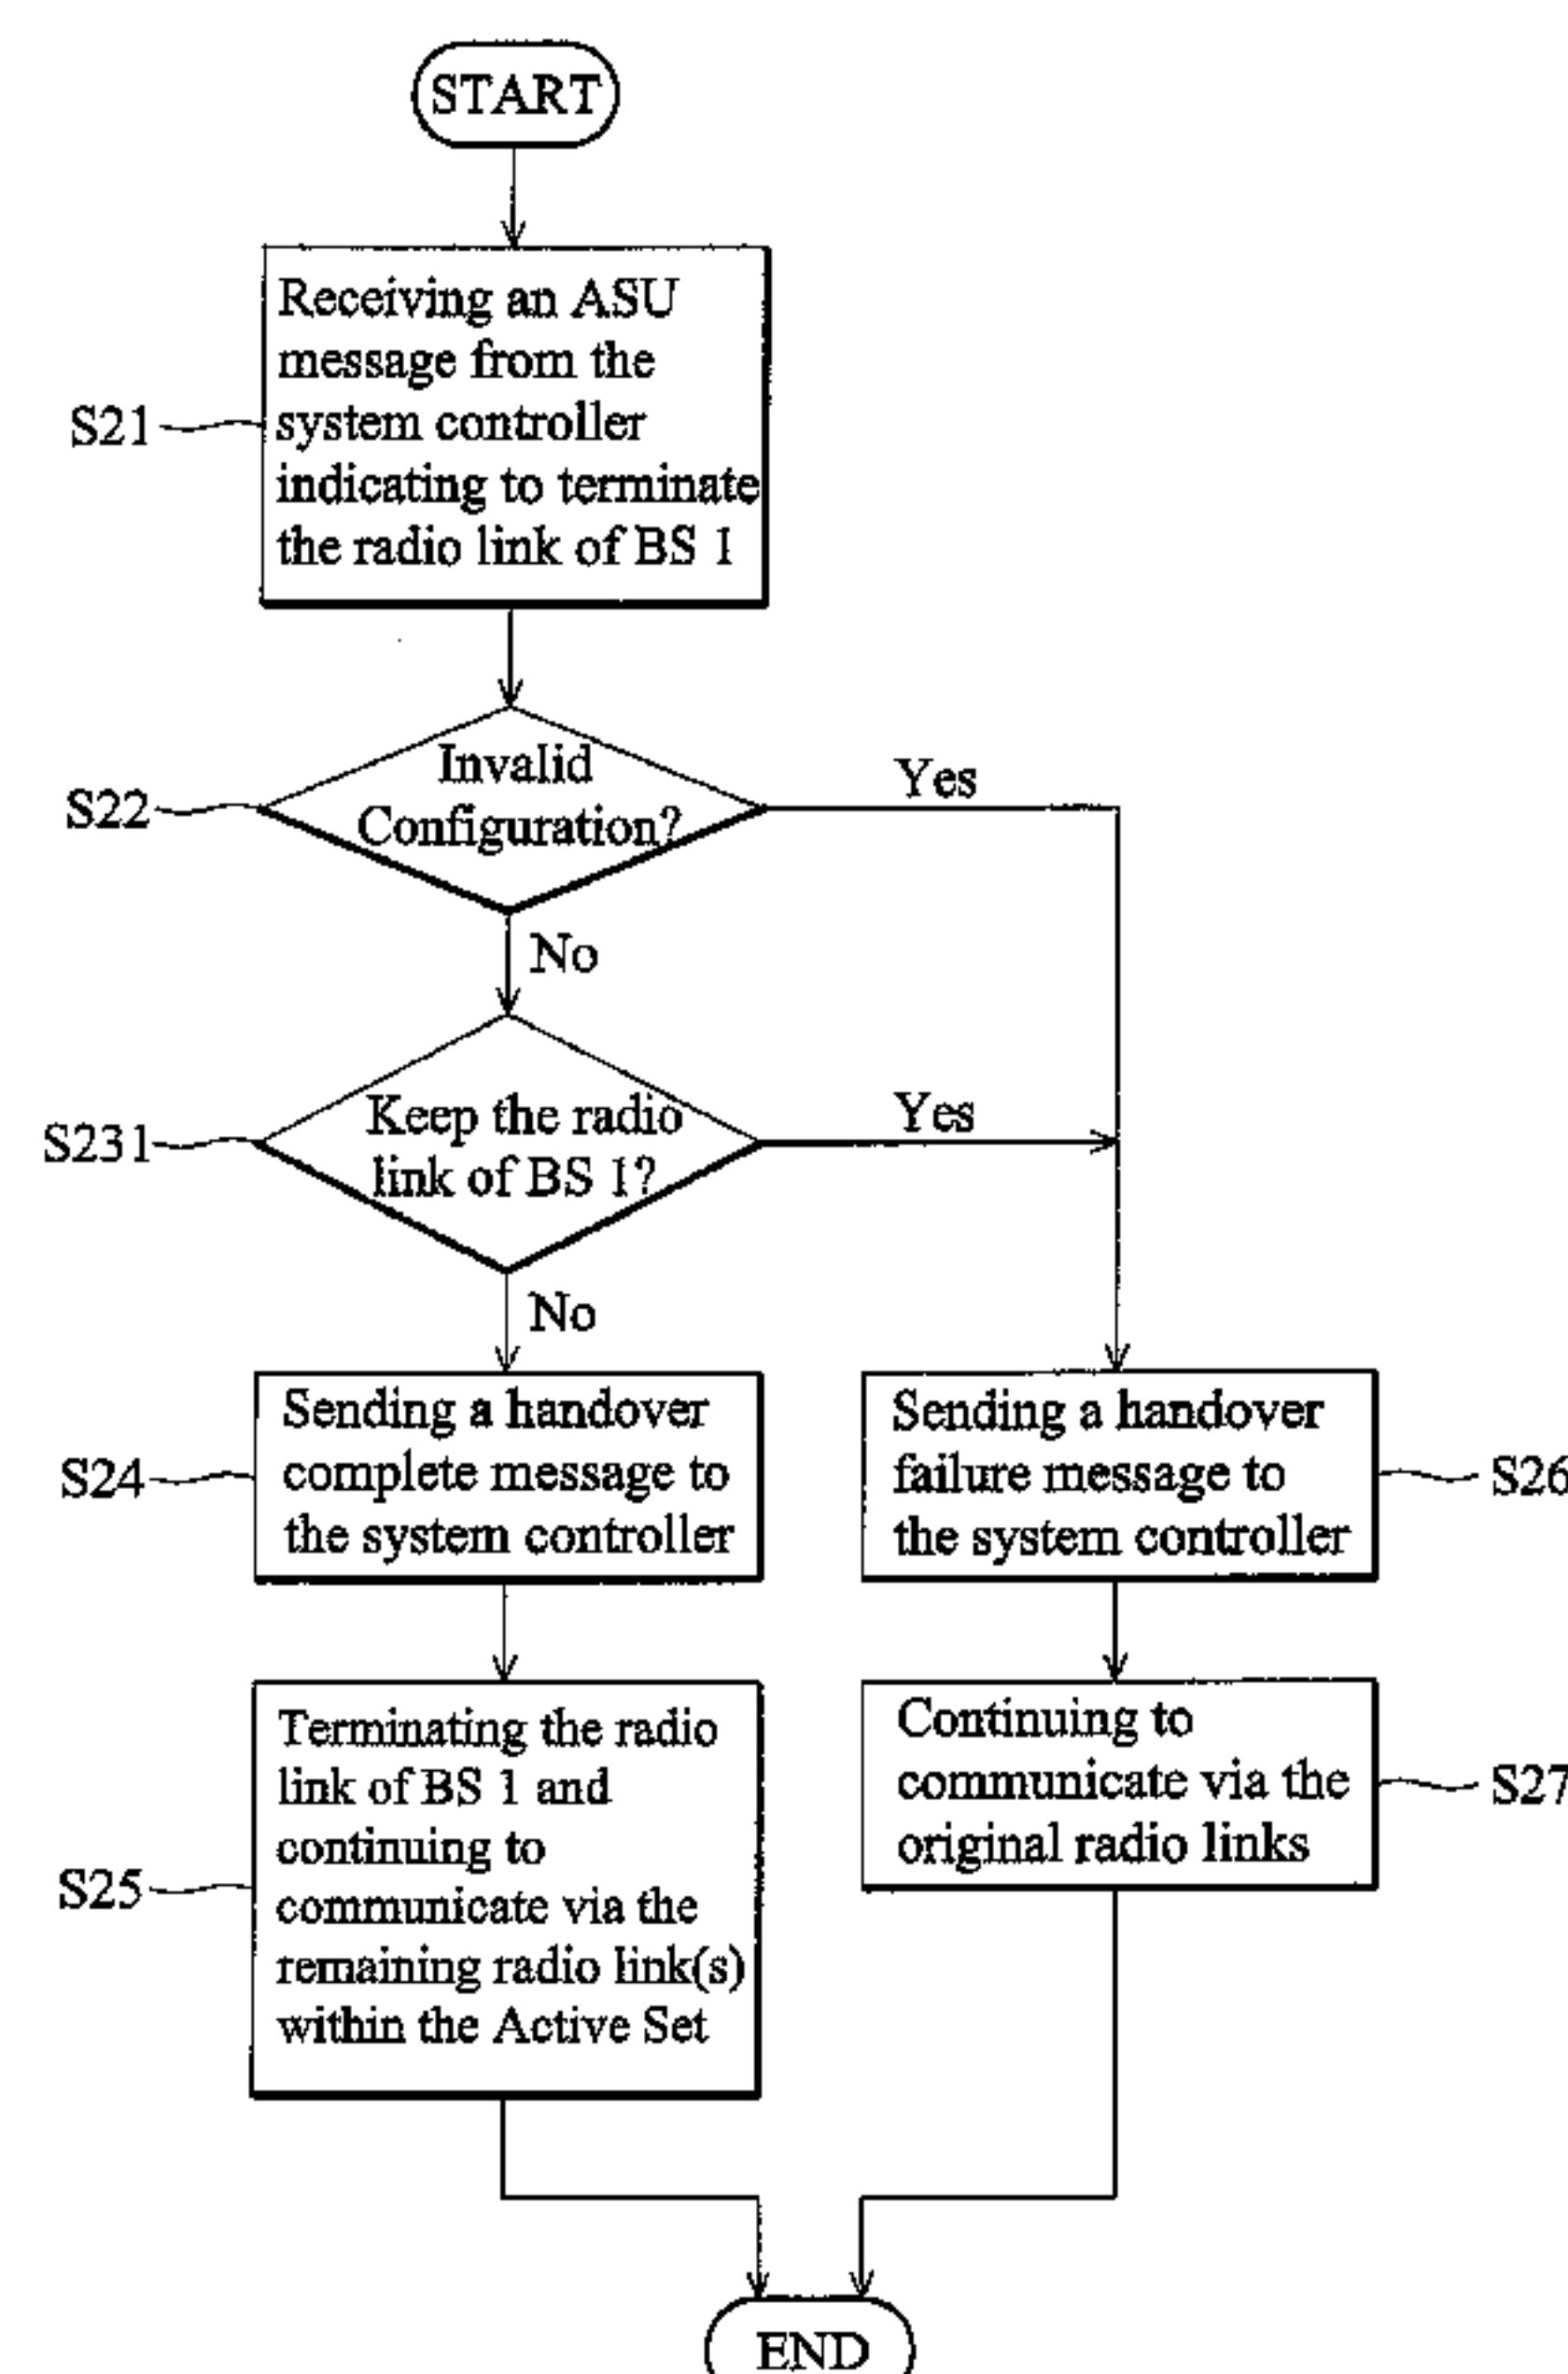 START
S21
Receiving an ASU
message from the
system controller
indicating to terminate
the radio link of BS 1
S22
Invalid
Configuration?
Yes
No
S231
Keep the radio
link of BS 1?
Yes
No
S24
Sending a handover
complete message to
the system controller
Sending a handover
failure message to
the system controller
S26
S25
Terminating the radio
link of BS 1 and
continuing to
communicate via the
remaining radio link(s)
within the Active Set
Continuing to
communicate via the
original radio links
S27
END